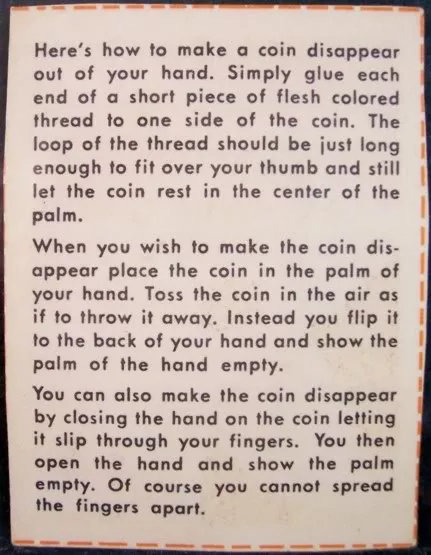 Here's how to make a coin disappear
out of your hand. Simply glue each
end of a short piece of flesh colored
thread to one side of the coin. The
loop of the thread should be just long
enough to fit over your thumb and still
let the coin rest in the center of the
palm.
When you wish to make the coin dis-
appear place the coin in the palm of
your hand. Toss the coin in the air as
if to throw it away. Instead you flip it
to the back of your hand and show the
palm of the hand empty.
You can also make the coin disappear
by closing the hand on the coin letting
it slip through your fingers. You then
open the hand and show the palm
empty. Of course you cannot spread
the fingers apart.